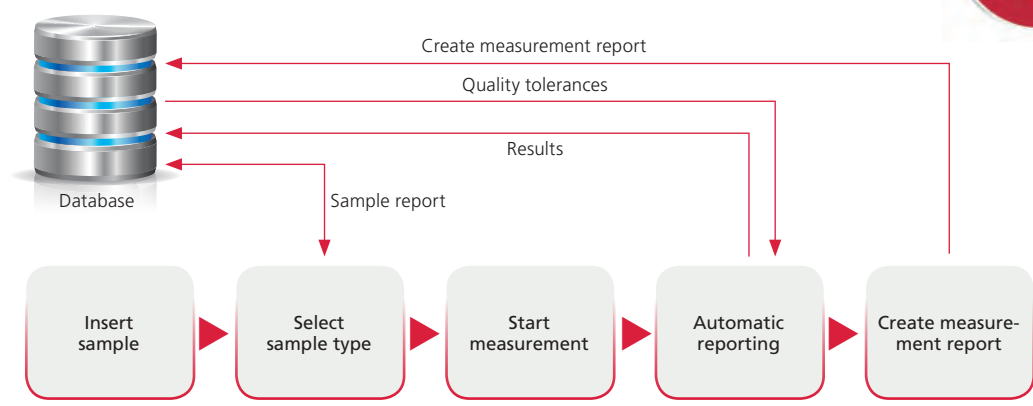 Create measurement report
Quality tolerances
Results
Database
Sample report
Insert
sample
Select
sample type
Start
measurement
Automatic
reporting
Create measure-
ment report